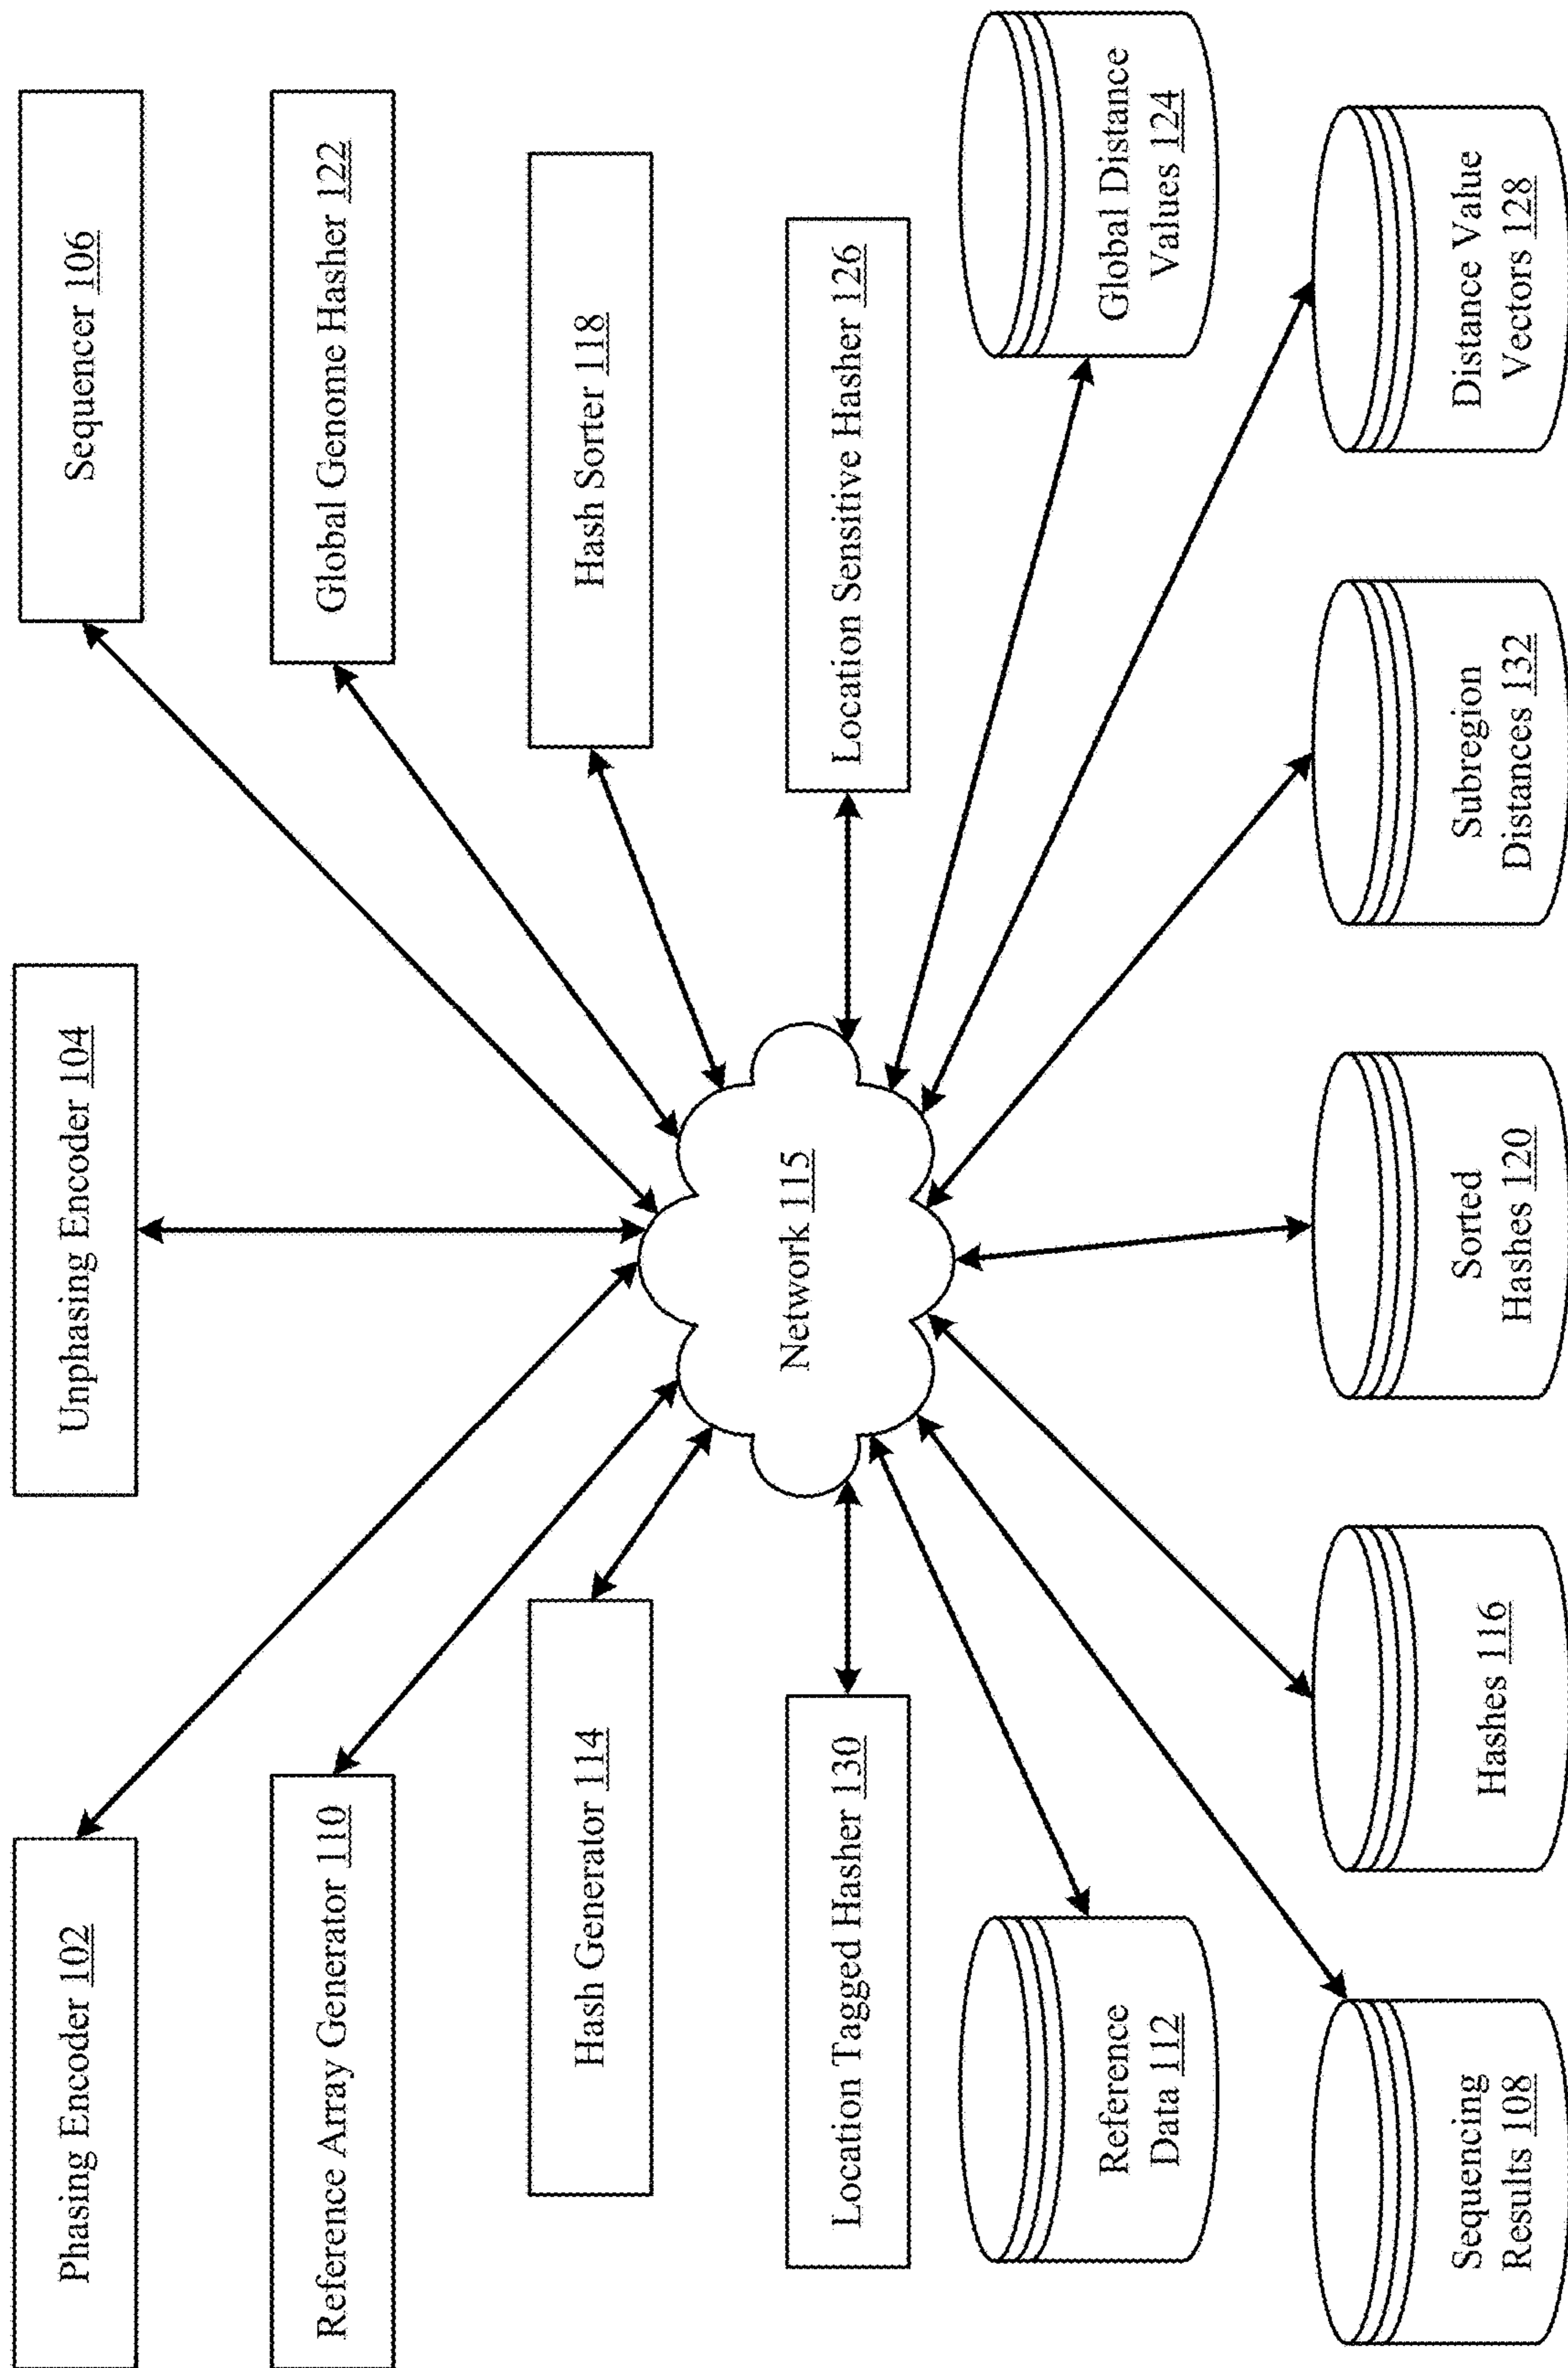 Phasing Encoder 102
Unphasing Encoder 104
Sequencer 106
Reference Array Generator 110
Global Genome Hasher 122
Hash Generator 114
Hash Sorter 118
Network 115
Location Tagged Hasher 130
Location Sensitive Hasher 126
Reference
Data 112
Global Distance
Values 124
Sequencing
Results 108
Hashes 116
Sorted
Hashes 120
Subregion
Distances 132
Distance Value
Vectors 128